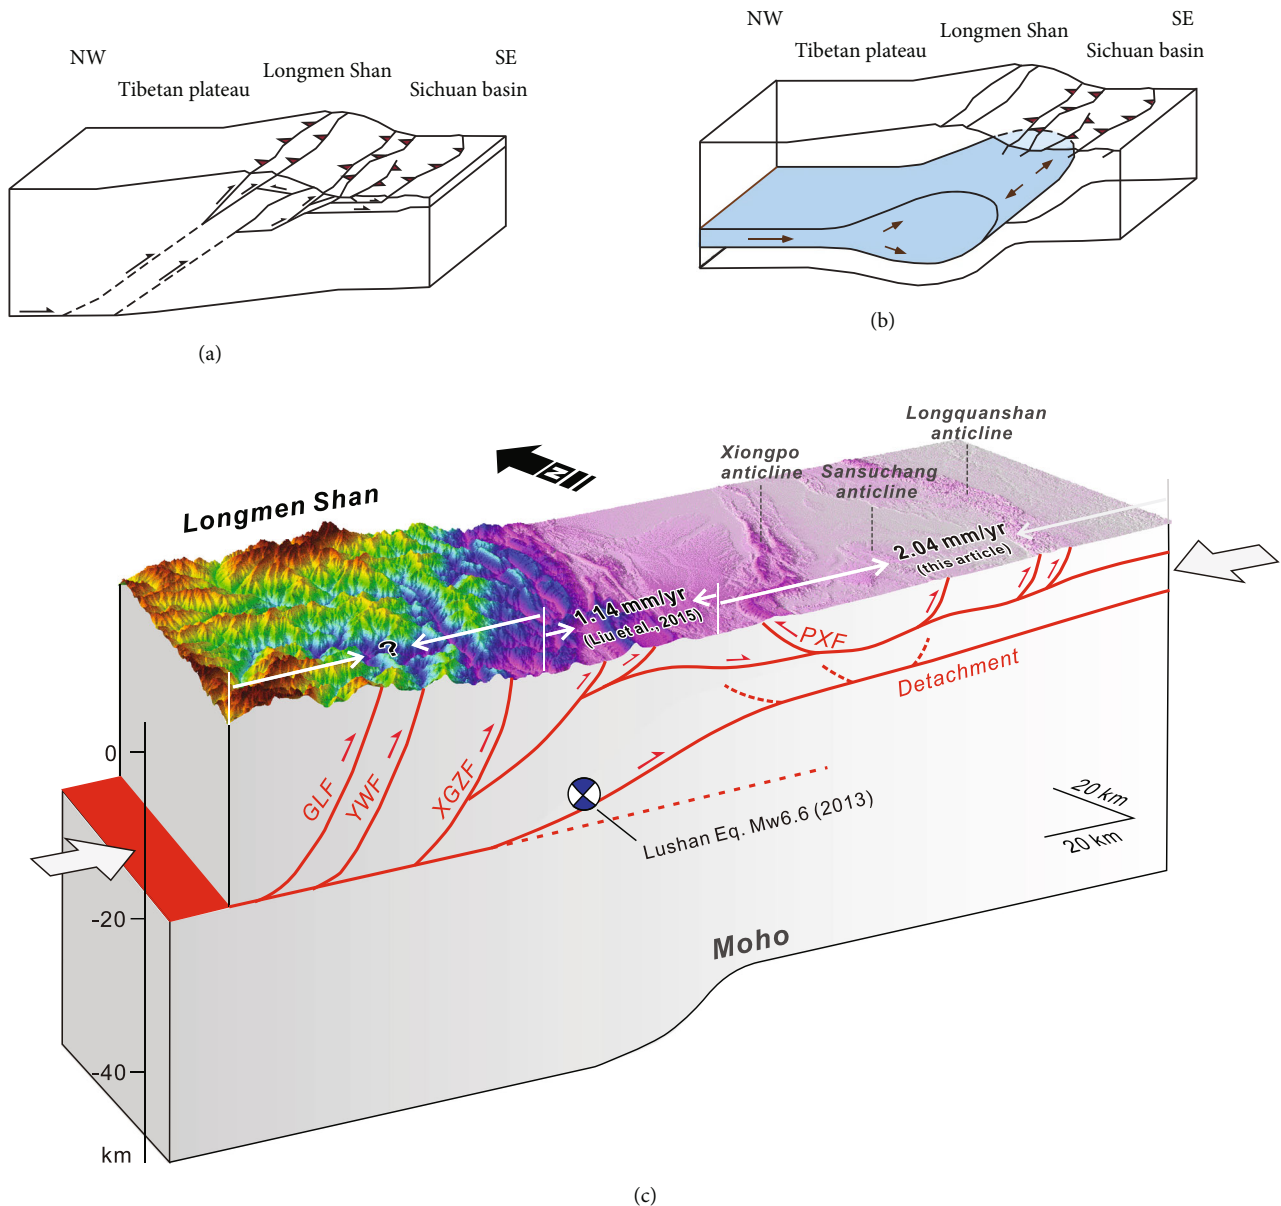 NW
Longmen Shan
SE
Tibetan plateau
Sichuan basin
(a)
NW
Longmen Shan
SE
Tibetan plateau
Sichuan basin
(b)
Longquanshan
anticline
Xiongpo
anticline
Sansuchang
anticline
N
Longmen Shan
2.04 mm/yr
(this article)
1.14 mm/yr
(Liu et al., 2015)
?
PXF
Detachment
GLF
YWF
XGZF
0
-20
-40
km
Lushan Eq. Mw6.6 (2013)
20 km
20 km
Moho
(c)